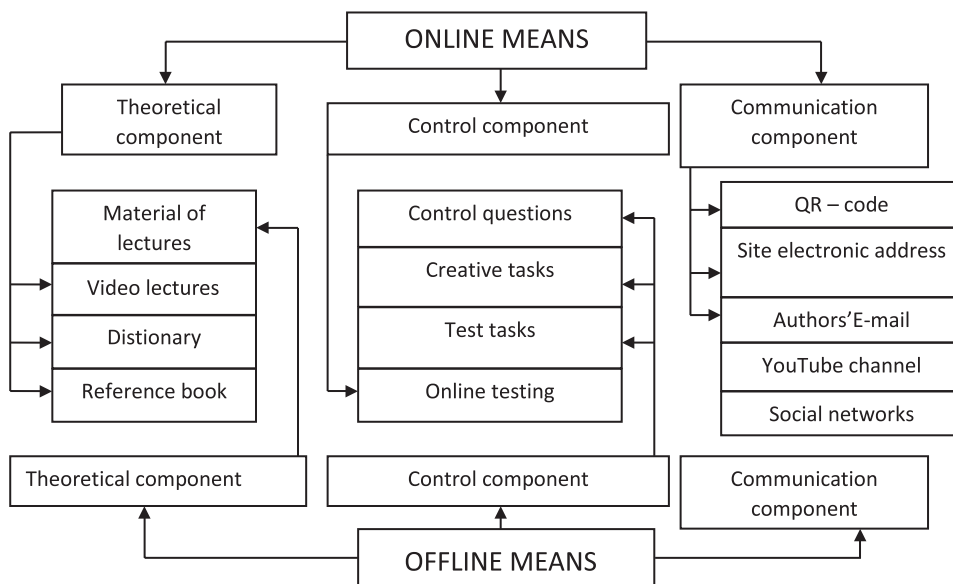 ONLINE MEANS
Theoretical
component
Control component
Communication
component
Material of
lectures
Video lectures
Distionary
Reference book
Control questions
Creative tasks
Test tasks
Online testing
QR – code
Site electronic address
Authors’E-mail
YouTube channel
Social networks
Theoretical component
Control component
Communication
component
OFFLINE MEANS